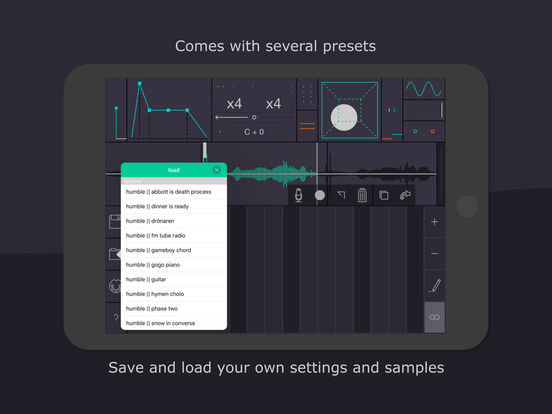 Comes with several presets
x4 x4
C + 0
load
factory
humble || abbott is death process
humble || dinner is ready
humble || drönaren
humble || fm tube radio
humble || gameboy chord
humble || gogo piano
humble || guitar
humble || hymen cholo
humble || phase two
humble || snow in converse
?
Save and load your own settings and samples